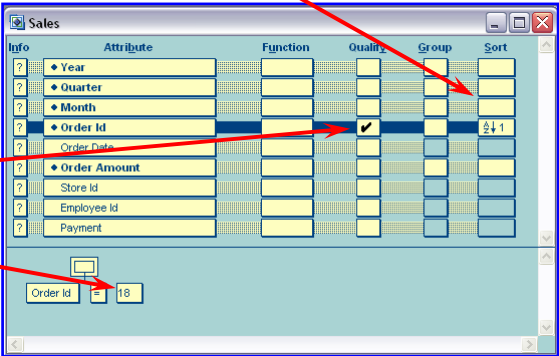 Sales
Info Attribute Function Qualify Group Sort
? ◆ Year
? ◆ Quarter
? ◆ Month
? ◆ Order Id ✔ A Z ↓ 1
Order Date
? ◆ Order Amount
? Store Id
? Employee Id
? Payment
Order Id = 18